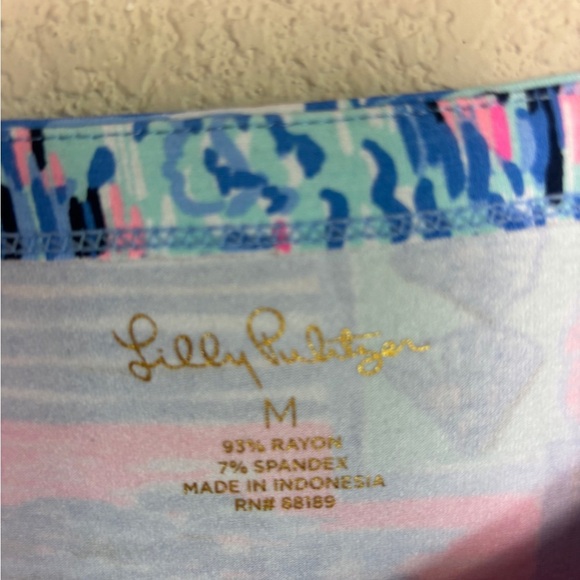 Lilly Pulitzer
M
93% RAYON
7% SPANDEX
MADE IN INDONESIA
RN# 88189